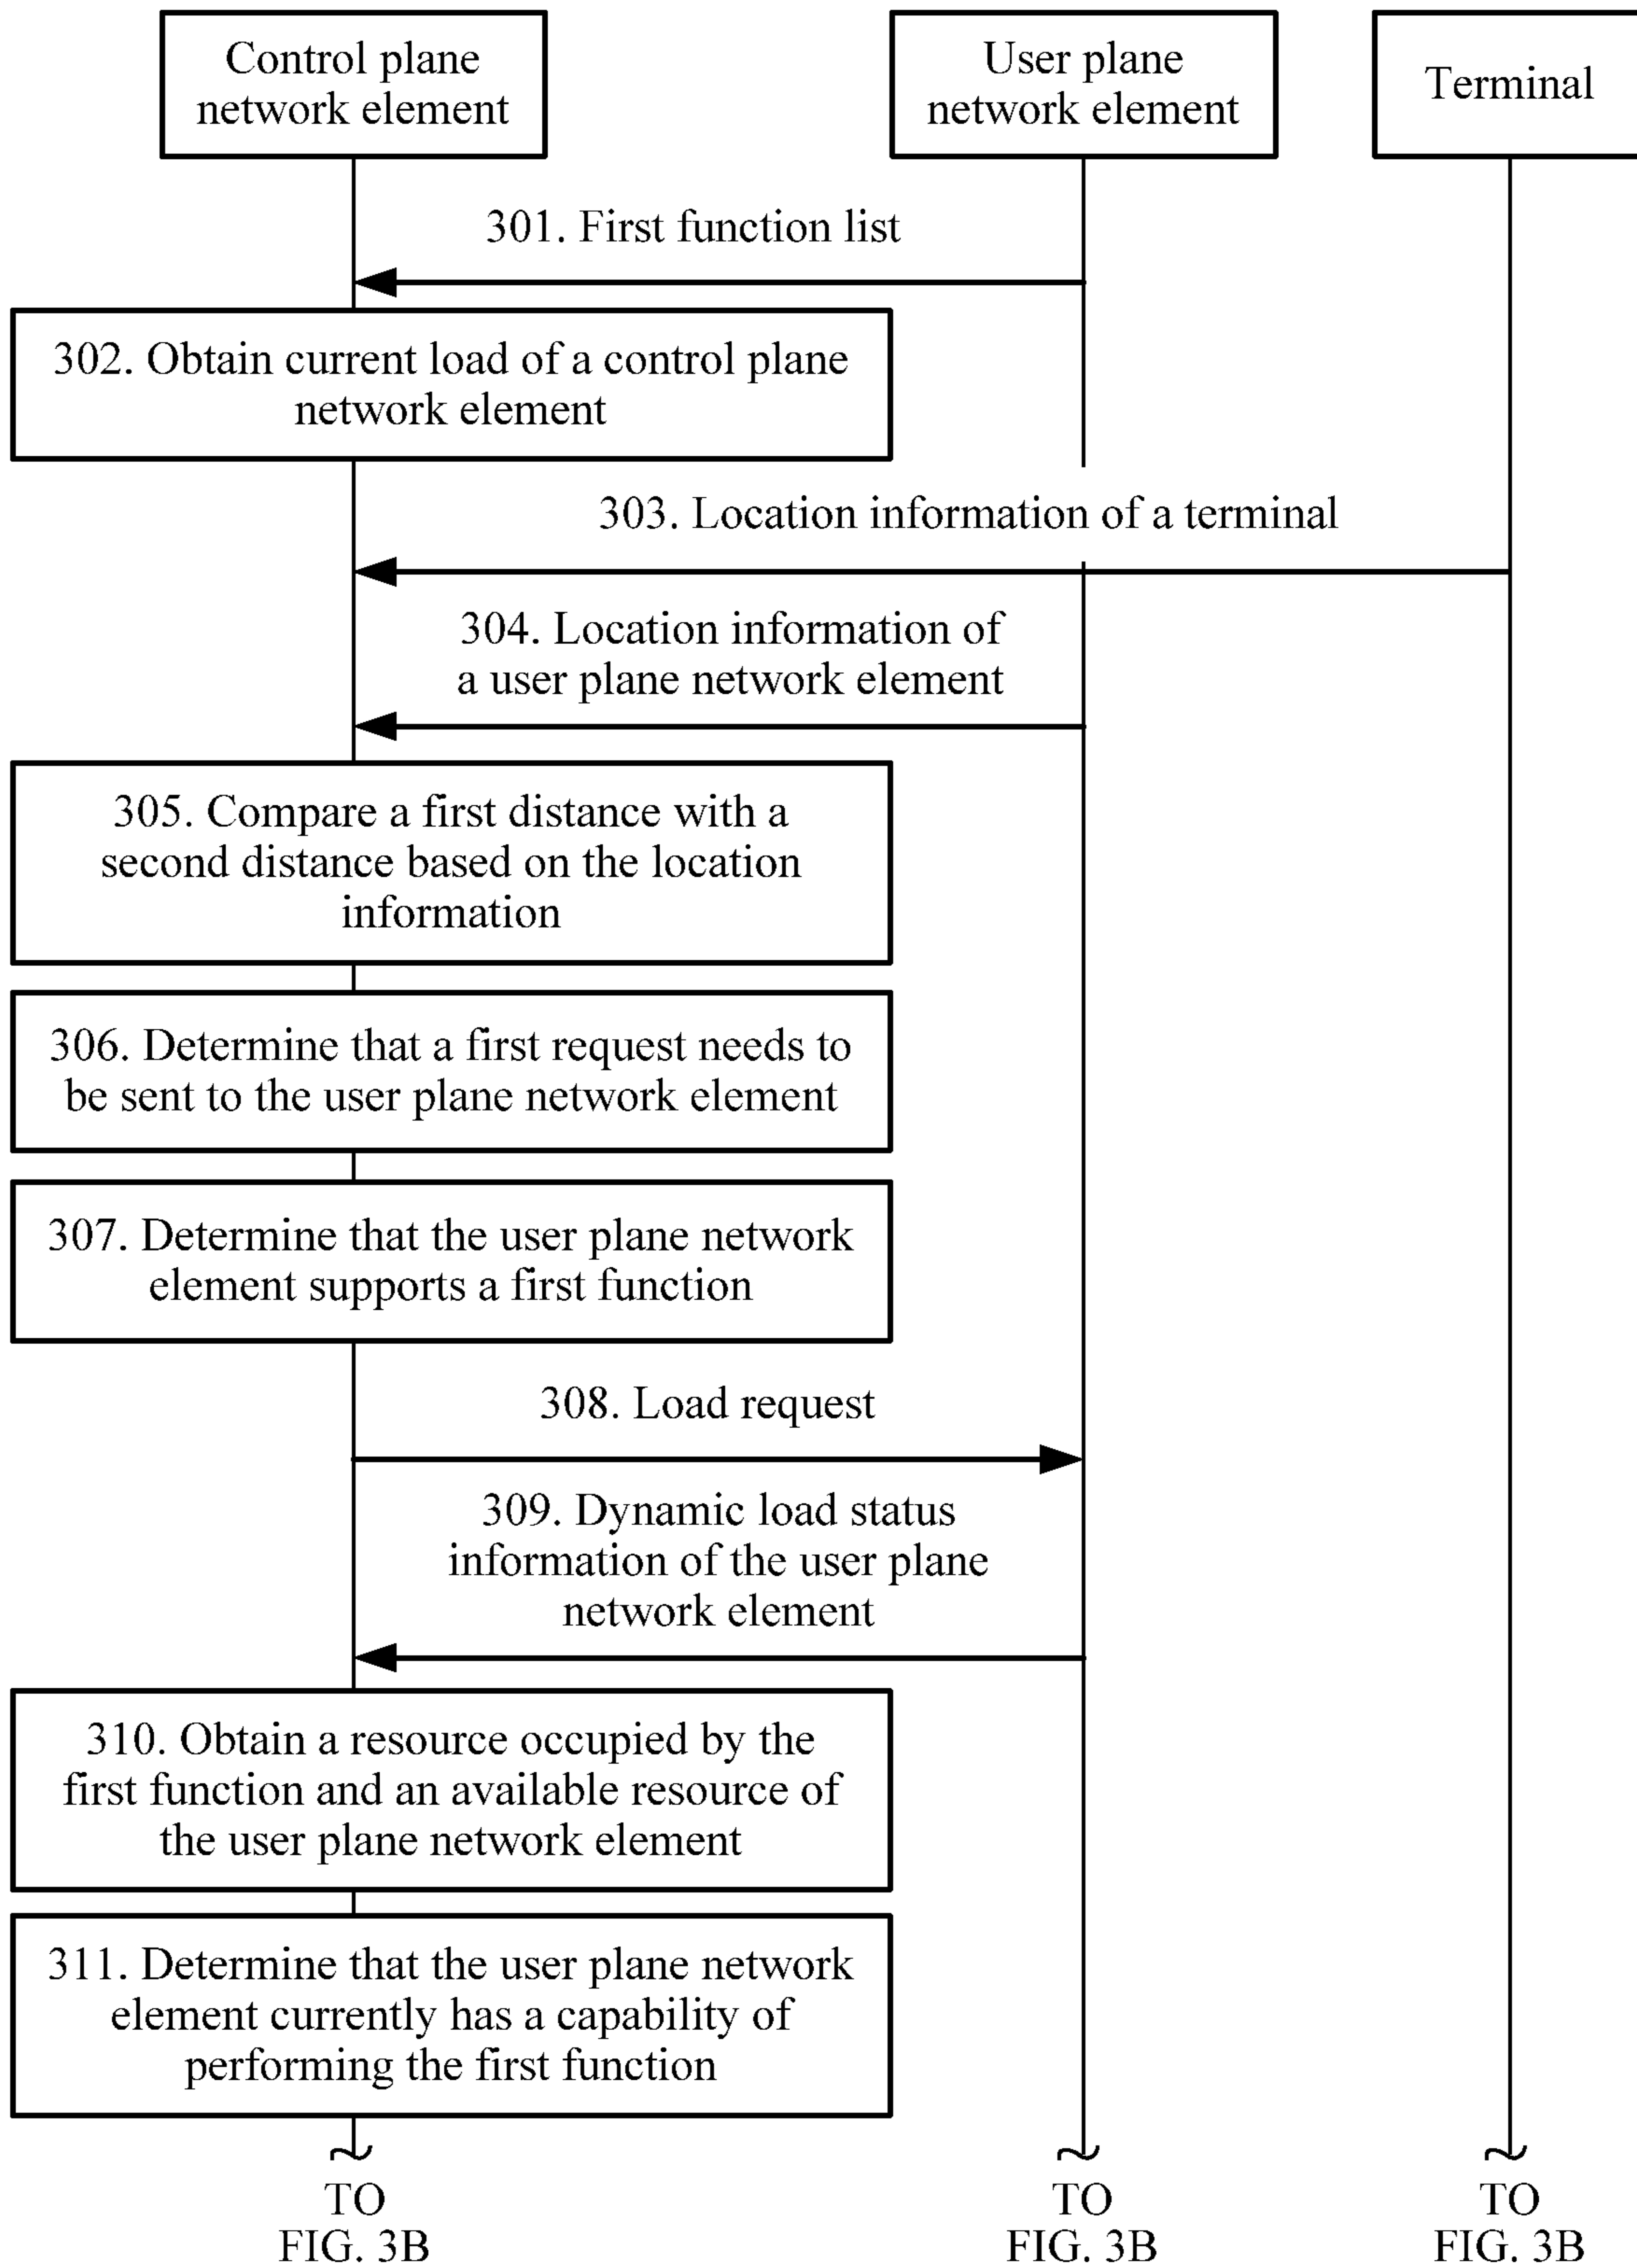 Control plane
network element
User plane
network element
Terminal
301. First function list
302. Obtain current load of a control plane
network element
303. Location information of a terminal
304. Location information of
a user plane network element
305. Compare a first distance with a
second distance based on the location
information
306. Determine that a first request needs to
be sent to the user plane network element
307. Determine that the user plane network
element supports a first function
308. Load request
309. Dynamic load status
information of the user plane
network element
310. Obtain a resource occupied by the
first function and an available resource of
the user plane network element
311. Determine that the user plane network
element currently has a capability of
performing the first function
TO
FIG. 3B
TO
FIG. 3B
TO
FIG. 3B